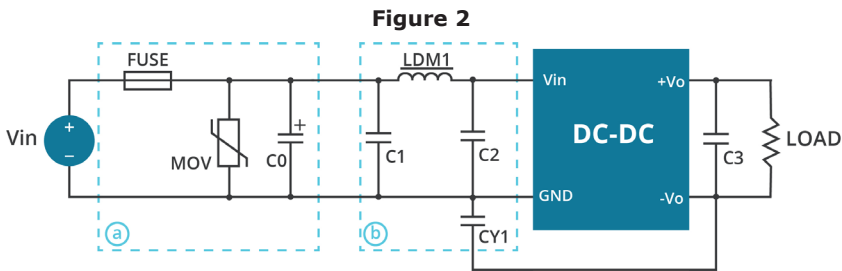 Figure 2
FUSE
LDM1
Vin
+Vo
+
+
Vin
−
MOV
C0
C1
C2
DC-DC
C3
LOAD
GND
-Vo
a
b
CY1